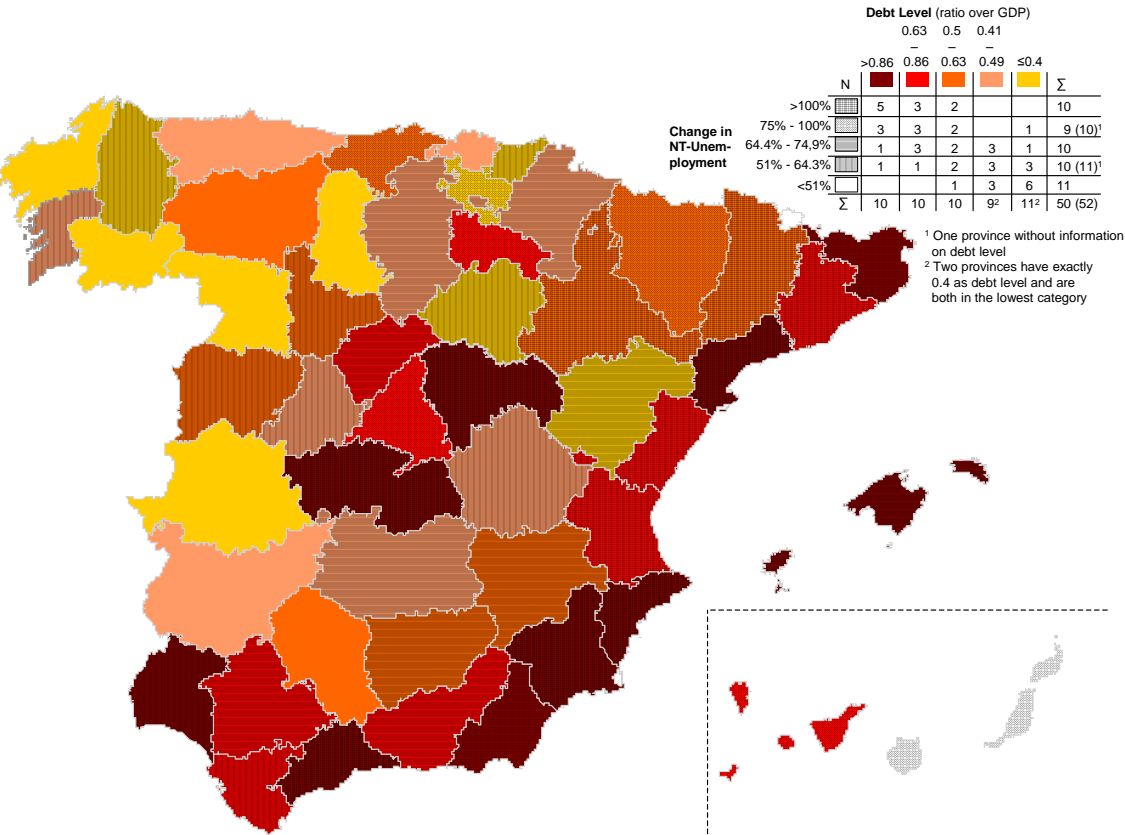 Debt Level (ratio over GDP)
0.63 0.5 0.41
– – –
>0.86 0.86 0.63 0.49 ≤0.4
N Σ
Change in NT-Unem-ployment
>100% 5 3 2 10
75% - 100% 3 3 2 1 9 (10)¹
64.4% - 74,9% 1 3 2 3 1 10
51% - 64.3% 1 1 2 3 3 10 (11)¹
<51% 1 3 6 11
Σ 10 10 10 9² 11² 50 (52)
¹ One province without information
on debt level
² Two provinces have exactly
0.4 as debt level and are
both in the lowest category